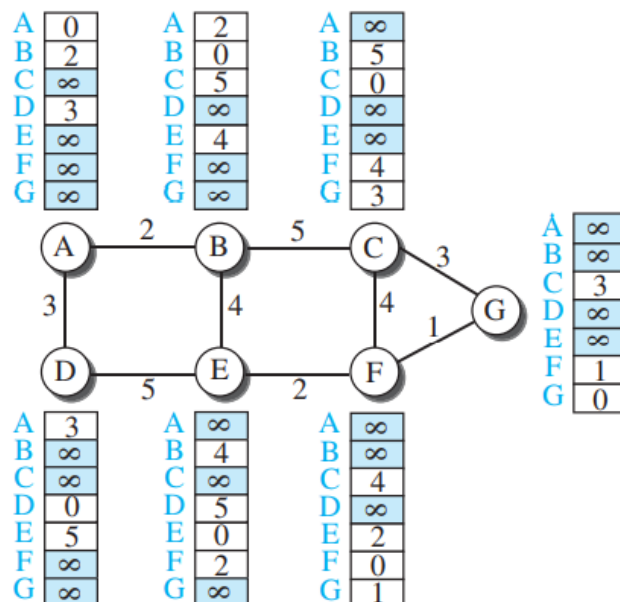 A 0
B 2
C ∞
D 3
E ∞
F ∞
G ∞
A 2
B 0
C 5
D ∞
E 4
F ∞
G ∞
A ∞
B 5
C 0
D ∞
E ∞
F 4
G 3
A 2 B 5 C 3
3 4 4 1 G
D 5 E 2 F
A ∞
B ∞
C 3
D ∞
E ∞
F 1
G 0
A 3
B ∞
C ∞
D 0
E 5
F ∞
G ∞
A ∞
B 4
C ∞
D 5
E 0
F 2
G ∞
A ∞
B ∞
C 4
D ∞
E 2
F 0
G 1